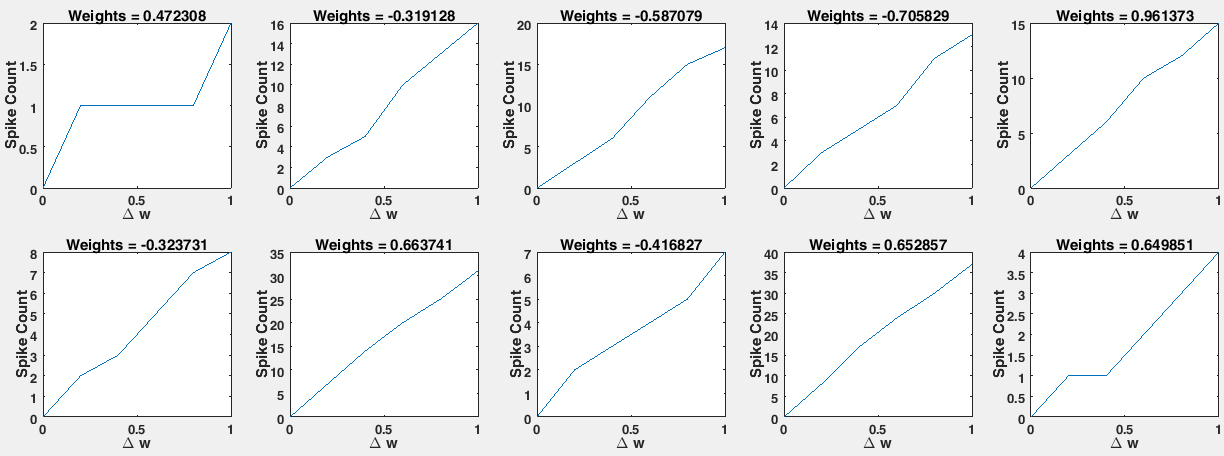 Weights = 0.472308
Spike Count
2
1.5
1
0.5
0
0 0.5 1
Δ w
Weights = -0.319128
Spike Count
16
14
12
10
8
6
4
2
0
0 0.5 1
Δ w
Weights = -0.587079
Spike Count
20
15
10
5
0
0 0.5 1
Δ w
Weights = -0.705829
Spike Count
14
12
10
8
6
4
2
0
0 0.5 1
Δ w
Weights = 0.961373
Spike Count
15
10
5
0
0 0.5 1
Δ w
Weights = -0.323731
Spike Count
8
7
6
5
4
3
2
1
0
0 0.5 1
Δ w
Weights = 0.663741
Spike Count
35
30
25
20
15
10
5
0
0 0.5 1
Δ w
Weights = -0.416827
Spike Count
7
6
5
4
3
2
1
0
0 0.5 1
Δ w
Weights = 0.652857
Spike Count
40
35
30
25
20
15
10
5
0
0 0.5 1
Δ w
Weights = 0.649851
Spike Count
4
3.5
3
2.5
2
1.5
1
0.5
0
0 0.5 1
Δ w